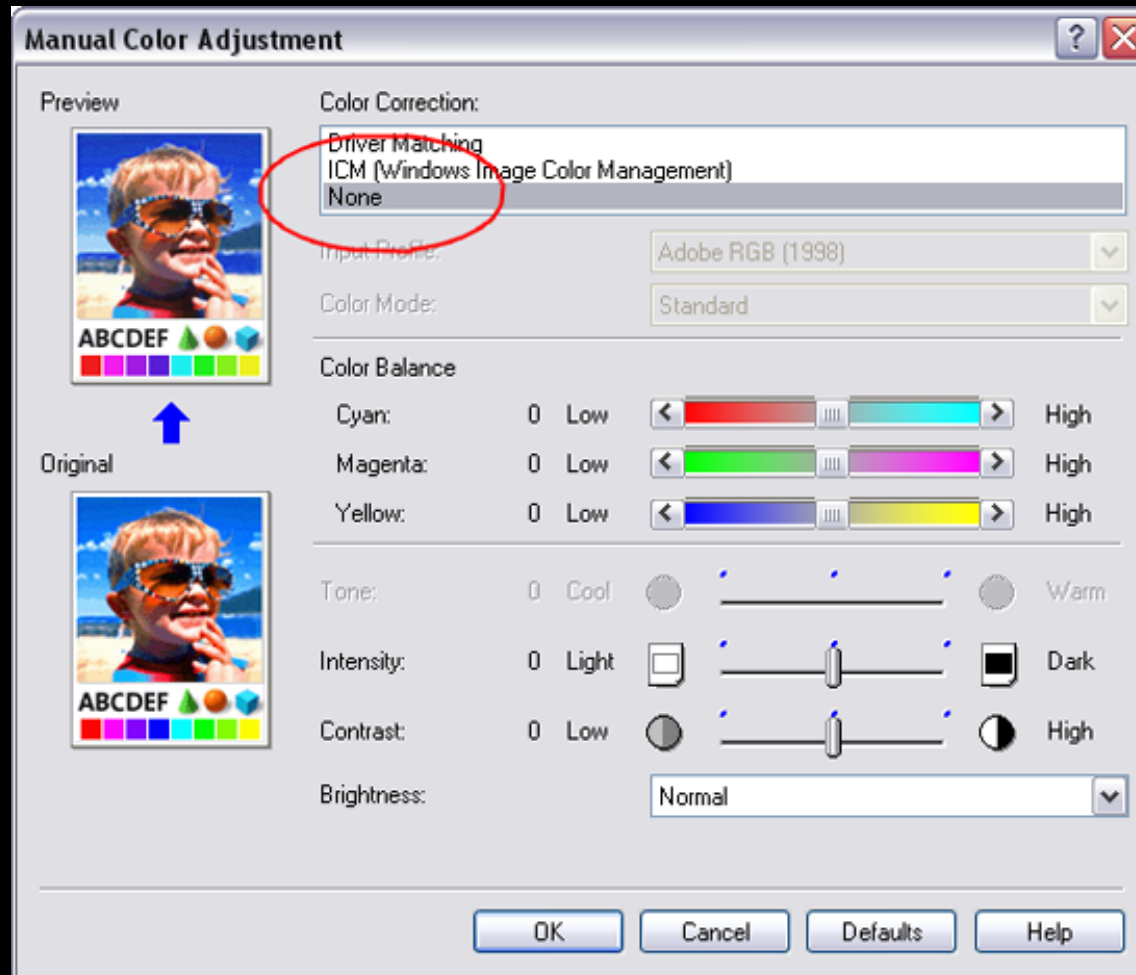 Manual Color Adjustment
Preview
Color Correction:
Driver Matching
ICM (Windows Image Color Management)
None
Input Profile: Adobe RGB (1998)
Color Mode: Standard
ABCDEF
Color Balance
Cyan: 0 Low High
Original
Magenta: 0 Low High
Yellow: 0 Low High
Tone: 0 Cool Warm
Intensity: 0 Light Dark
ABCDEF
Contrast: 0 Low High
Brightness: Normal
OK Cancel Defaults Help